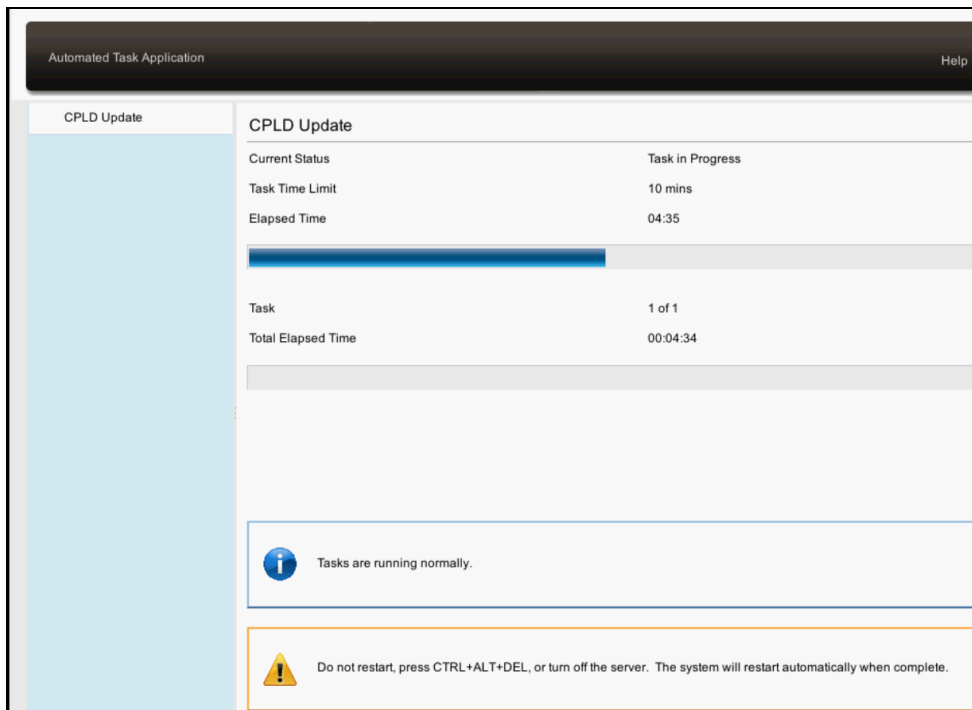 Automated Task Application
Help
CPLD Update
CPLD Update
Current Status Task in Progress
Task Time Limit 10 mins
Elapsed Time 04:35
Task 1 of 1
Total Elapsed Time 00:04:34
Tasks are running normally.
Do not restart, press CTRL+ALT+DEL, or turn off the server. The system will restart automatically when complete.